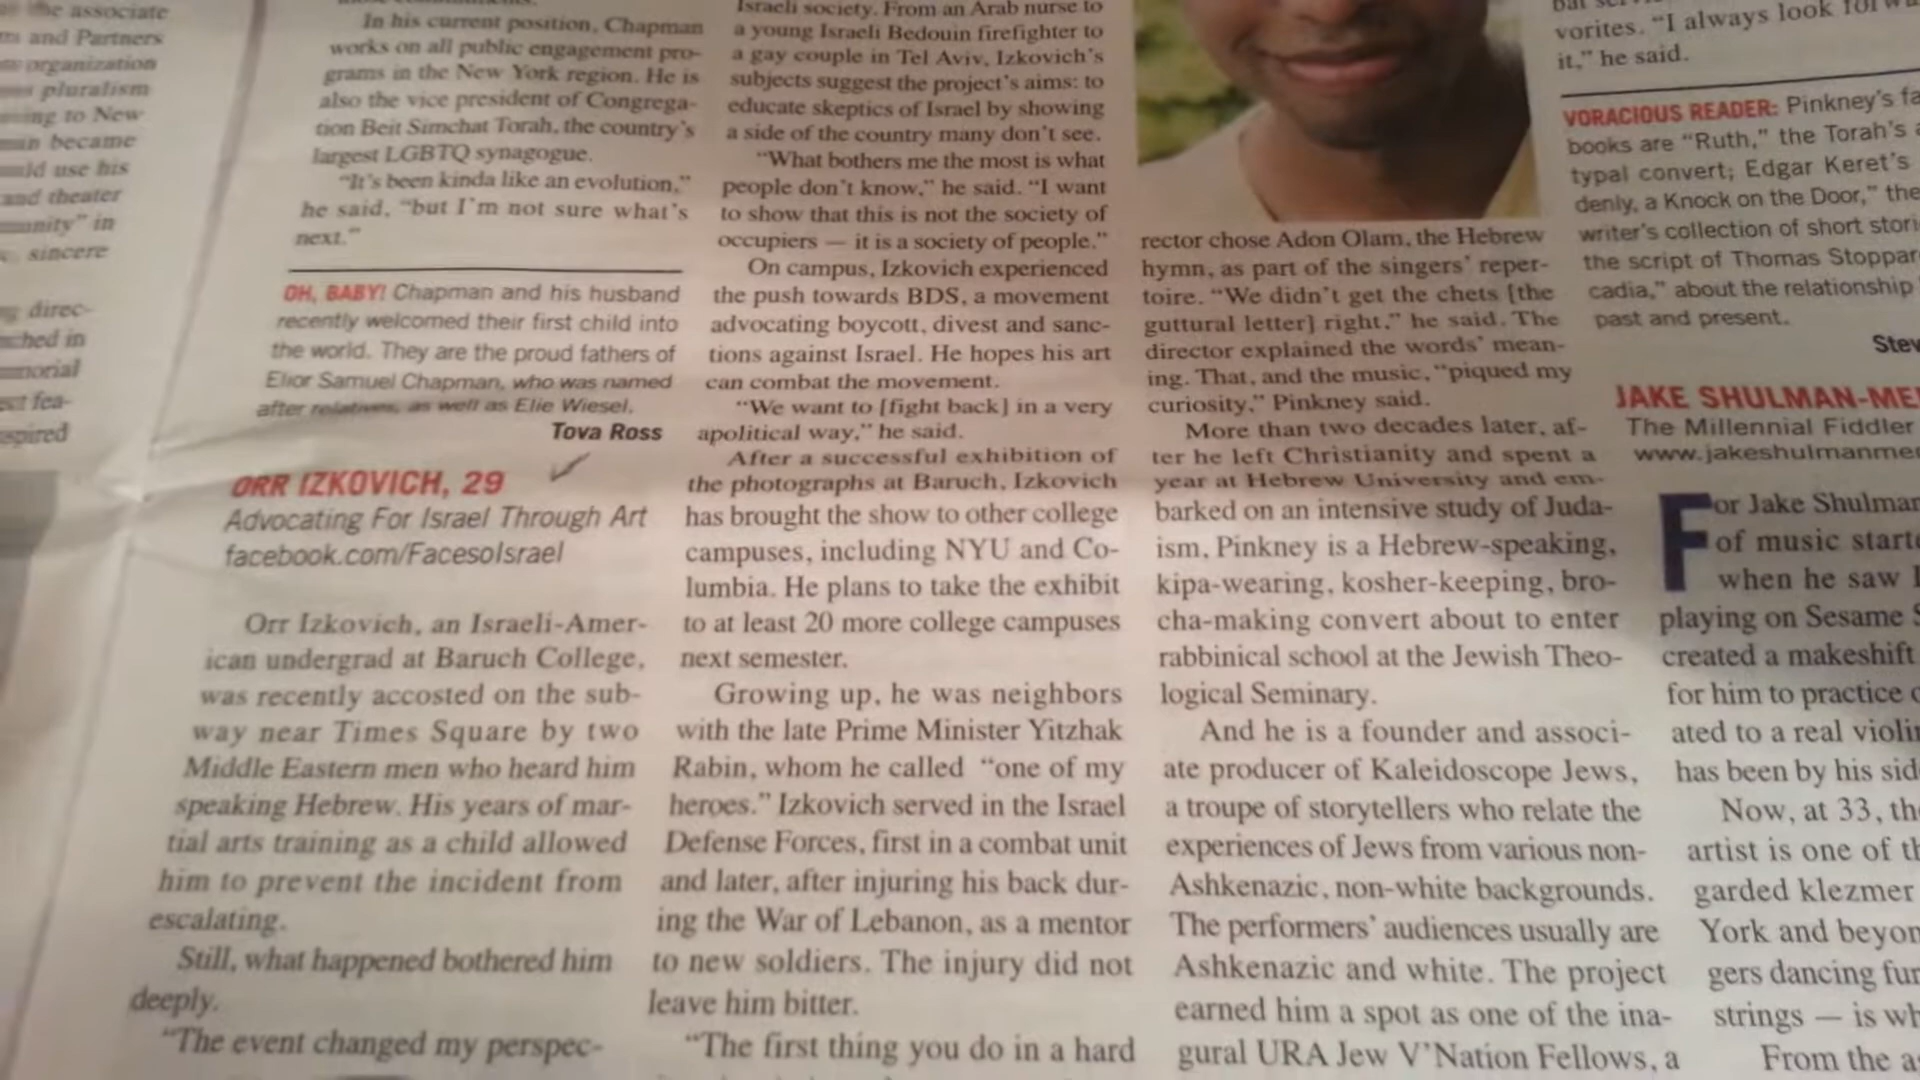 the associate
and Partners
organization
pluralism
to New
became
use his
and theater
in
sincere
direc-
in
fea-
In his current position, Chapman
works on all public engagement pro-
grams in the New York region. He is
also the vice president of Congrega-
tion Beit Simchat Torah, the country's
largest LGBTQ synagogue.
"It's been kinda like an evolution,"
he said, "but I'm not sure what's
next."
OH, BABY! Chapman and his husband
recently welcomed their first child into
the world. They are the proud fathers of
Elior Samuel Chapman, who was named
after relatives, as well as Elie Wiesel.
Tova Ross
ORR IZKOVICH, 29
Advocating For Israel Through Art
facebook.com/FacesoIsrael
Orr Izkovich, an Israeli-Amer-
ican undergrad at Baruch College,
was recently accosted on the sub-
way near Times Square by two
Middle Eastern men who heard him
speaking Hebrew. His years of mar-
tial arts training as a child allowed
him to prevent the incident from
escalating.
Still, what happened bothered him
deeply.
"The event changed my perspec-
Israeli society. From an Arab nurse to
a young Israeli Bedouin firefighter to
a gay couple in Tel Aviv, Izkovich's
subjects suggest the project's aims: to
educate skeptics of Israel by showing
a side of the country many don't see.
"What bothers me the most is what
people don't know," he said. "I want
to show that this is not the society of
occupiers — it is a society of people."
On campus, Izkovich experienced
the push towards BDS, a movement
advocating boycott, divest and sanc-
tions against Israel. He hopes his art
can combat the movement.
"We want to [fight back] in a very
apolitical way," he said.
After a successful exhibition of
the photographs at Baruch, Izkovich
has brought the show to other college
campuses, including NYU and Co-
lumbia. He plans to take the exhibit
to at least 20 more college campuses
next semester.
Growing up, he was neighbors
with the late Prime Minister Yitzhak
Rabin, whom he called "one of my
heroes." Izkovich served in the Israel
Defense Forces, first in a combat unit
and later, after injuring his back dur-
ing the War of Lebanon, as a mentor
to new soldiers. The injury did not
leave him bitter.
"The first thing you do in a hard
rector chose Adon Olam, the Hebrew
hymn, as part of the singers' reper-
toire. "We didn't get the chets [the
guttural letter] right," he said. The
director explained the words' mean-
ing. That, and the music, "piqued my
curiosity," Pinkney said.
More than two decades later, af-
ter he left Christianity and spent a
year at Hebrew University and em-
barked on an intensive study of Juda-
ism, Pinkney is a Hebrew-speaking,
kipa-wearing, kosher-keeping, bro-
cha-making convert about to enter
rabbinical school at the Jewish Theo-
logical Seminary.
And he is a founder and associ-
ate producer of Kaleidoscope Jews,
a troupe of storytellers who relate the
experiences of Jews from various non-
Ashkenazic, non-white backgrounds.
The performers' audiences usually are
Ashkenazic and white. The project
earned him a spot as one of the ina-
gural URA Jew V'Nation Fellows, a
vorites. "I always look
it," he said.
VORACIOUS READER: Pinkney's fa
books are "Ruth," the Torah's
typal convert; Edgar Keret's
denly, a Knock on the Door," the
writer's collection of short stori
the script of Thomas Stoppar
cadia," about the relationship
past and present.
Stev
JAKE SHULMAN-ME
The Millennial Fiddler
www.jakeshulmanme
For Jake Shulman
of music starte
when he saw I
playing on Sesame S
created a makeshift
for him to practice
ated to a real violin
has been by his sid
Now, at 33, the
artist is one of th
garded klezmer
York and beyon
gers dancing fur
strings — is wh
From the a